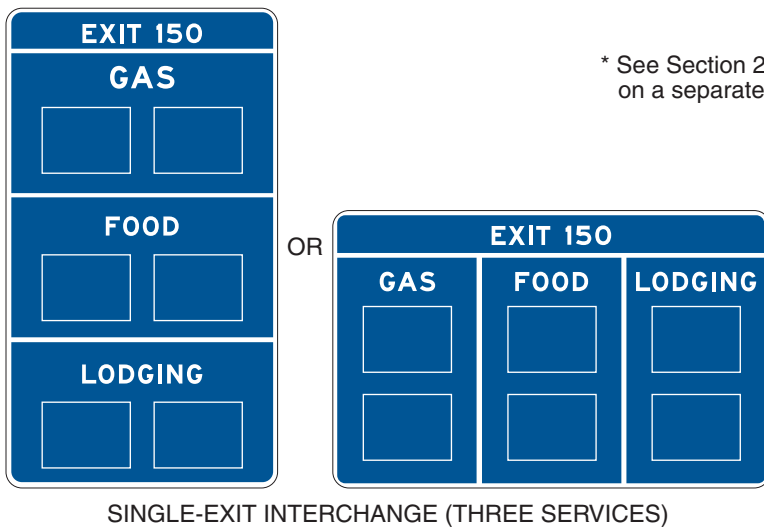 EXIT 150
GAS
FOOD
LODGING
OR
* See Section 2
on a separate
EXIT 150
GAS FOOD LODGING
SINGLE-EXIT INTERCHANGE (THREE SERVICES)